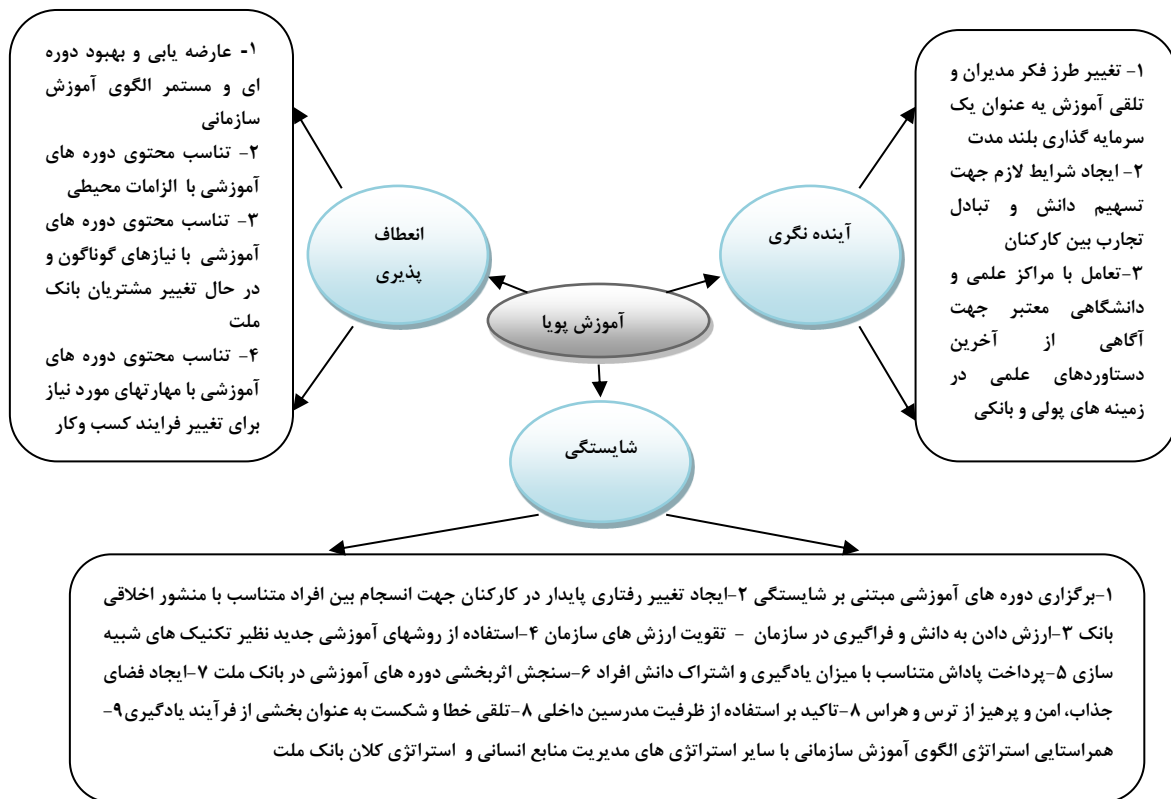 ۱- تغییر طرز فکر مدیران و
تلقی آموزش یه عنوان یک
سرمایه گذاری بلند مدت
۲- ایجاد شرایط لازم جهت
تسهیم دانش و تبادل
تجارب بین کارکنان
۳-تعامل با مراکز علمی و
دانشگاهی معتبر جهت
آگاهی از آخرین
دستاوردهای علمی در
زمینه های پولی و بانکی
آینده نگری
۱- عارضه یابی و بهبود دوره
ای و مستمر الگوی آموزش
سازمانی
۲- تناسب محتوی دوره های
آموزشی با الزامات محیطی
۳- تناسب محتوی دوره های
آموزشی با نیازهای گوناگون و
در حال تغییر مشتریان بانک
ملت
۴- تناسب محتوی دوره های
آموزشی با مهارتهای مورد نیاز
برای تغییر فرایند کسب وکار
انعطاف
پذیری
آموزش پویا
شایستگی
۱-برگزاری دوره های آموزشی مبتنی بر شایستگی ۲-ایجاد تغییر رفتاری پایدار در کارکنان جهت انسجام بین افراد متناسب با منشور اخلاقی
بانک ۳-ارزش دادن به دانش و فراگیری در سازمان - تقویت ارزش های سازمان ۴-استفاده از روشهای آموزشی جدید نظیر تکنیک های شبیه
سازی ۵-پرداخت پاداش متناسب با میزان یادگیری و اشتراک دانش افراد ۶-سنجش اثربخشی دوره های آموزشی در بانک ملت ۷-ایجاد فضای
جذاب، امن و پرهیز از ترس و هراس ۸-تاکید بر استفاده از ظرفیت مدرسین داخلی ۸-تلقی خطا و شکست به عنوان بخشی از فرآیند یادگیری۹-
همراستایی استراتژی الگوی آموزش سازمانی با سایر استراتژی های مدیریت منابع انسانی و استراتژی کلان بانک ملت